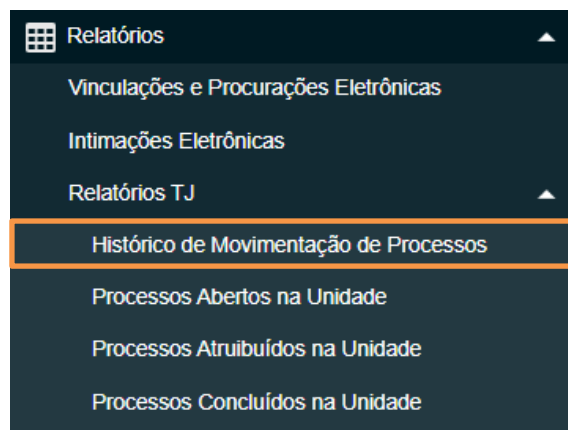 Relatórios
Vinculações e Procurações Eletrônicas
Intimações Eletrônicas
Relatórios TJ
Histórico de Movimentação de Processos
Processos Abertos na Unidade
Processos Atruibuídos na Unidade
Processos Concluídos na Unidade